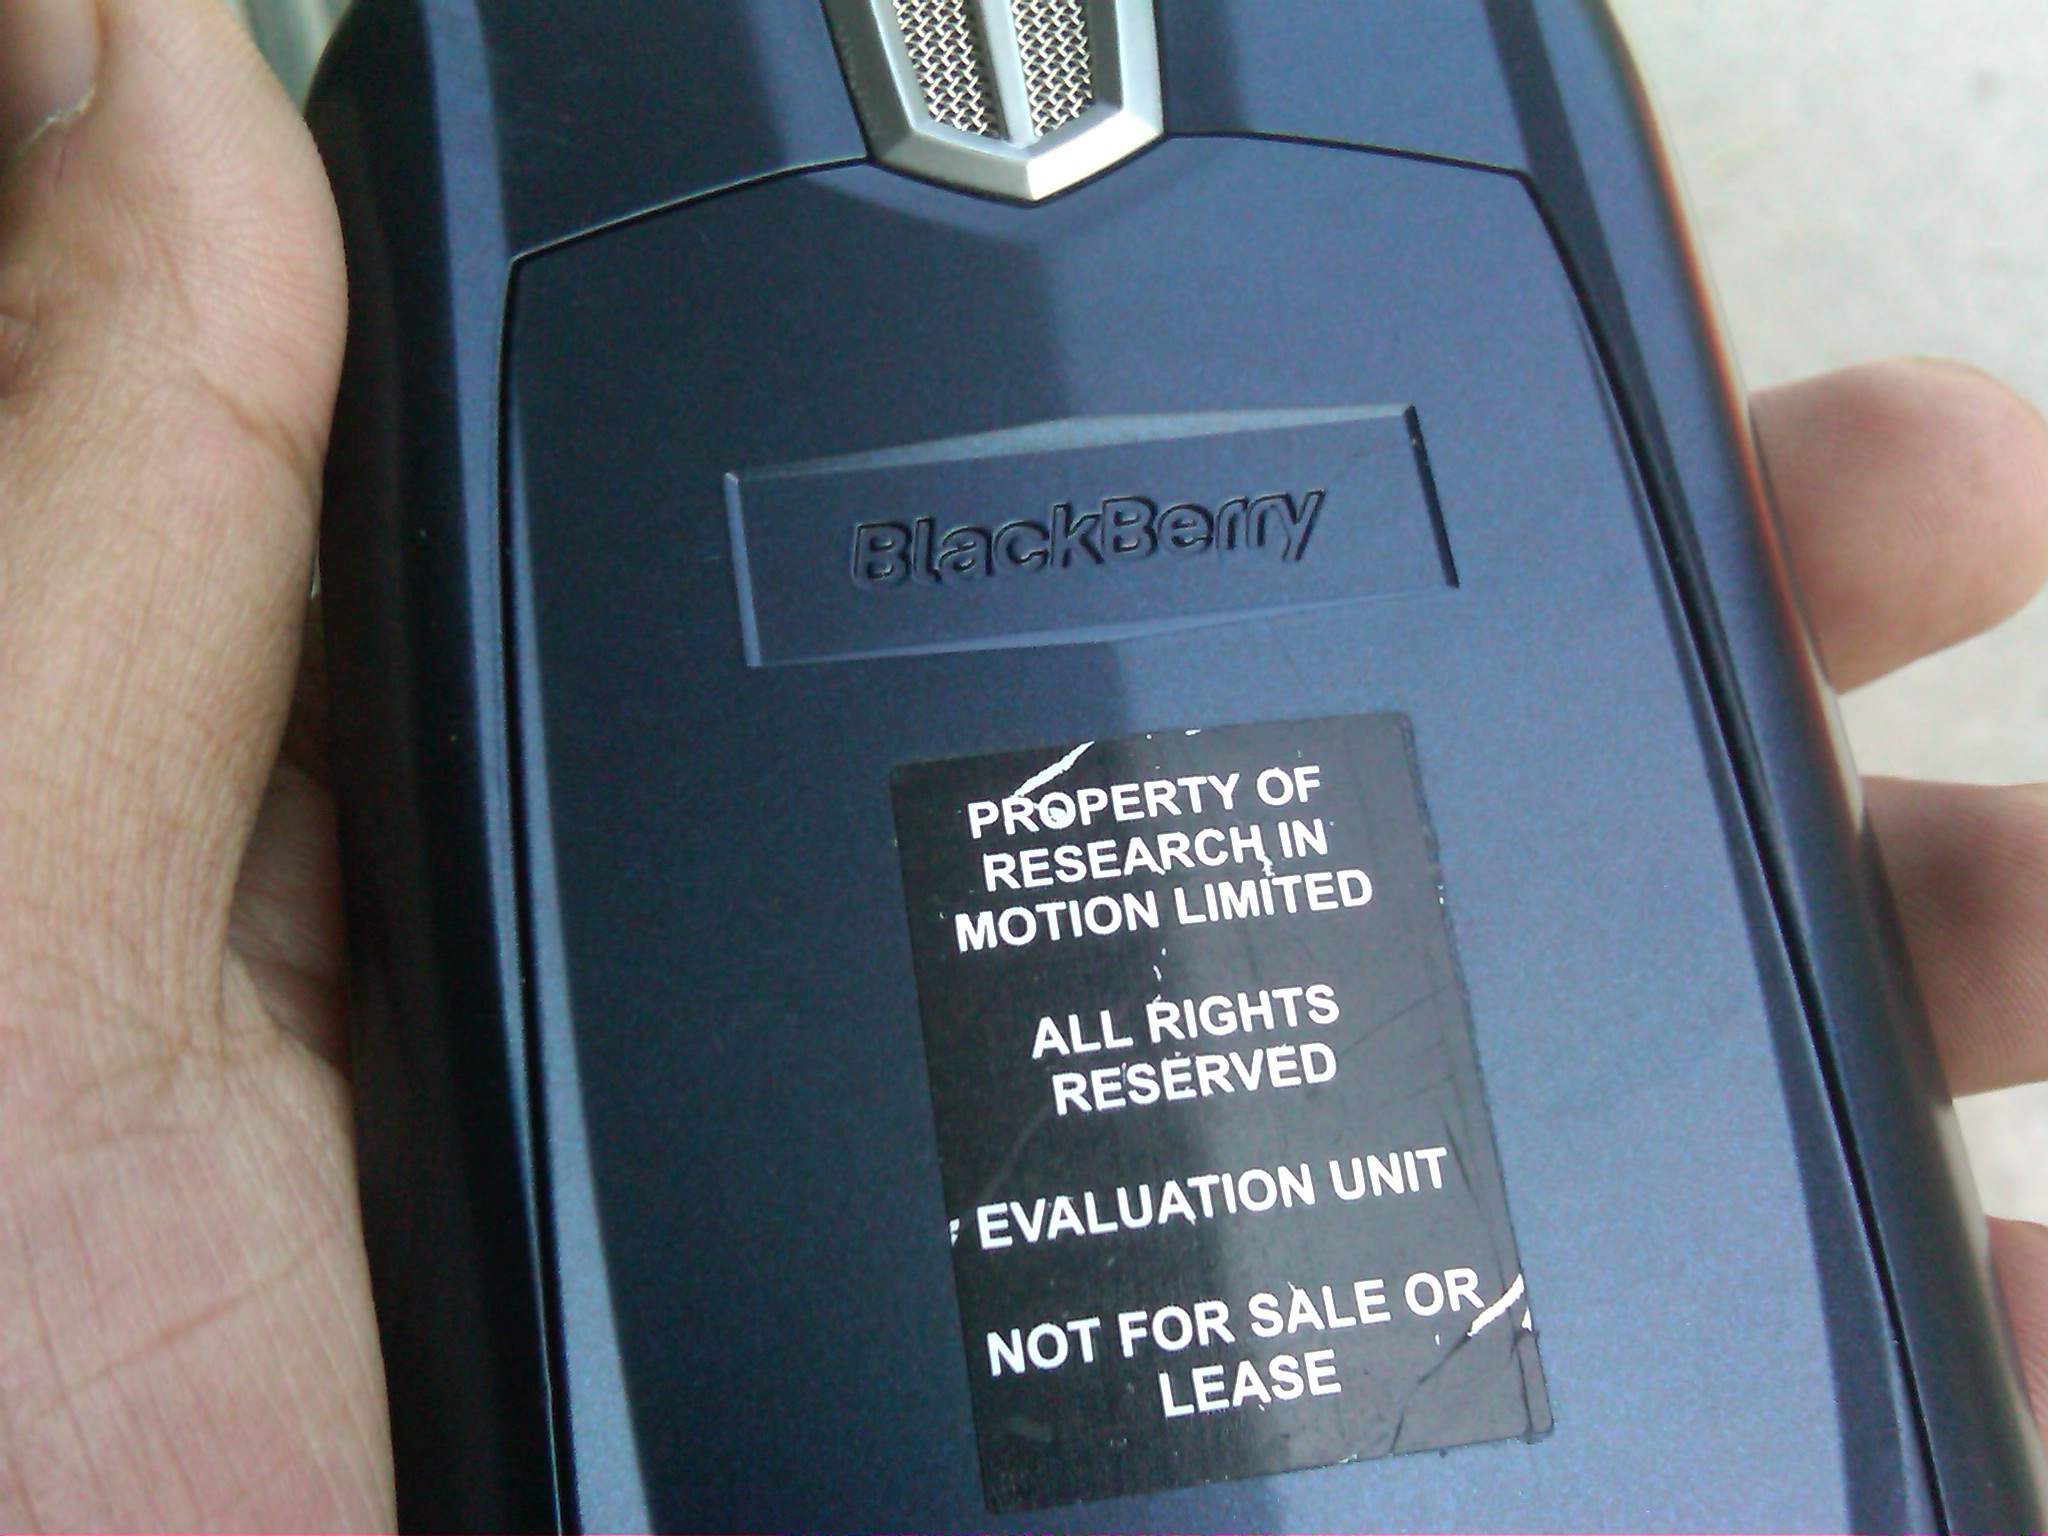 BlackBerry
PROPERTY OF
RESEARCH IN
MOTION LIMITED
ALL RIGHTS
RESERVED
EVALUATION UNIT
NOT FOR SALE OR
LEASE